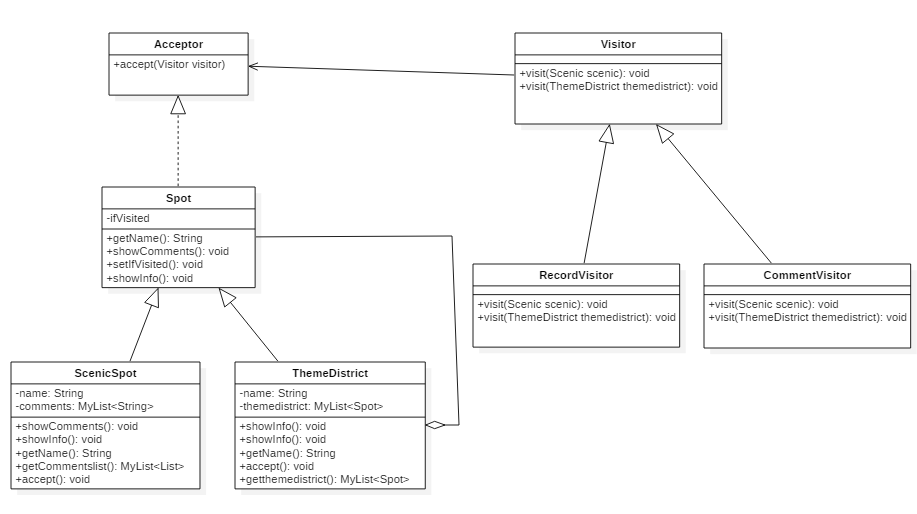 Acceptor
+accept(Visitor visitor)
Visitor
+visit(Scenic scenic): void
+visit(ThemeDistrict themedistrict): void
Spot
-ifVisited
+getName(): String
+showComments(): void
+setIfVisited(): void
+showInfo(): void
RecordVisitor
+visit(Scenic scenic): void
+visit(ThemeDistrict themedistrict): void
CommentVisitor
+visit(Scenic scenic): void
+visit(ThemeDistrict themedistrict): void
ScenicSpot
-name: String
-comments: MyList<String>
+showComments(): void
+showInfo(): void
+getName(): String
+getCommentslist(): MyList<List>
+accept(): void
ThemeDistrict
-name: String
-themedistrict: MyList<Spot>
+showInfo(): void
+showInfo(): void
+getName(): String
+accept(): void
+getthemedistrict(): MyList<Spot>